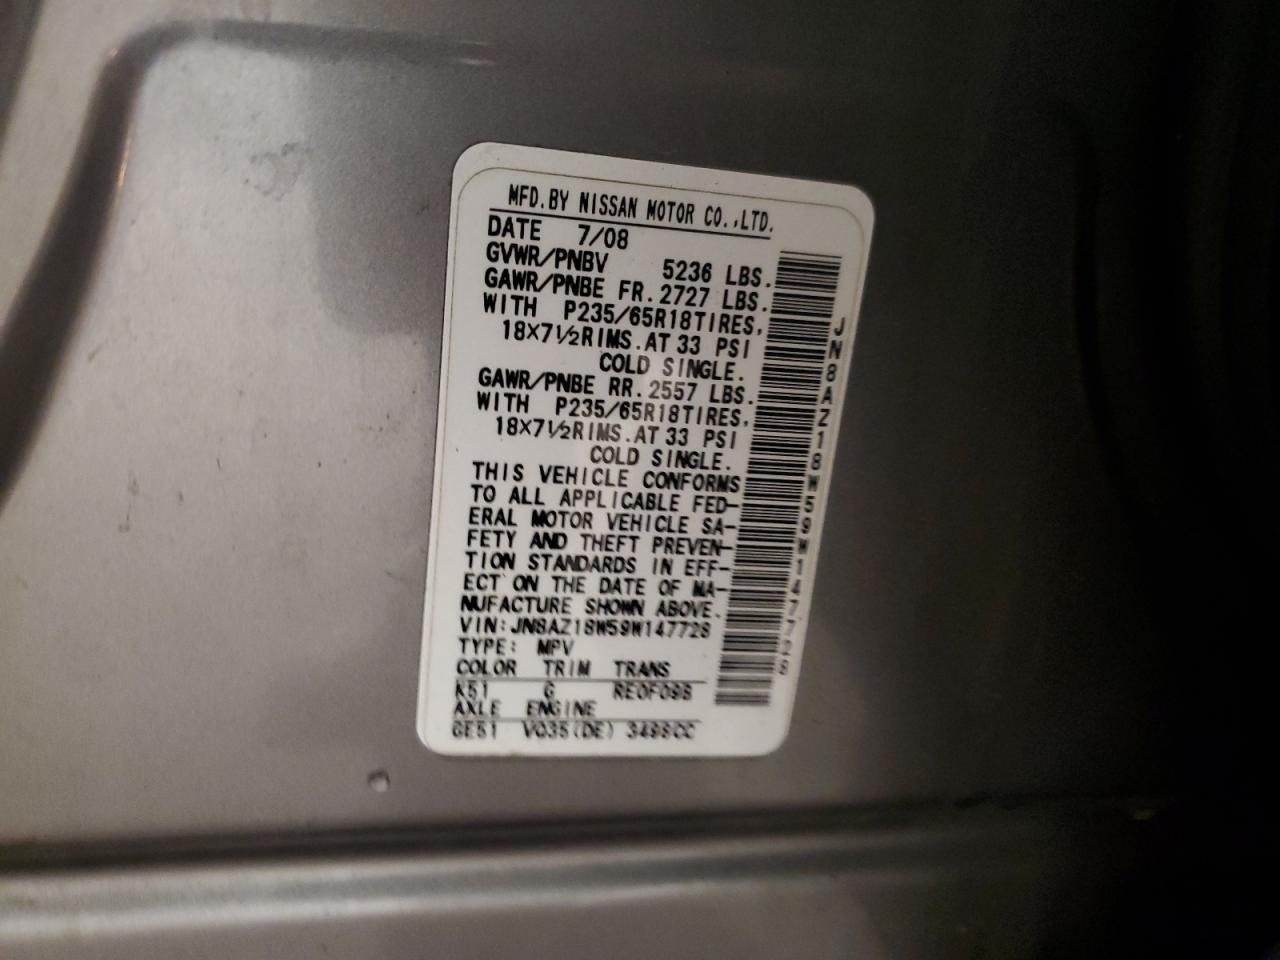 MFD.BY NISSAN MOTOR CO.,LTD.
DATE 7/08
GVWR/PNBV 5236 LBS.
GAWR/PNBE FR. 2727 LBS.
WITH P235/65R18TIRES,
18X7½RIMS.AT 33 PSI
COLD SINGLE.
GAWR/PNBE RR. 2557 LBS.
WITH P235/65R18TIRES,
18X7½RIMS.AT 33 PSI
COLD SINGLE.
THIS VEHICLE CONFORMS
TO ALL APPLICABLE FED-
ERAL MOTOR VEHICLE SA-
FETY AND THEFT PREVEN-
TION STANDARDS IN EFF-
ECT ON THE DATE OF MA-
NUFACTURE SHOWN ABOVE.
VIN:JN8AZ18W59W147728
TYPE: MPV
COLOR TRIM TRANS
K51 G RE0F09B
AXLE ENGINE
GE51 VQ35(DE) 3498CC
JN8AZ18W59W147728